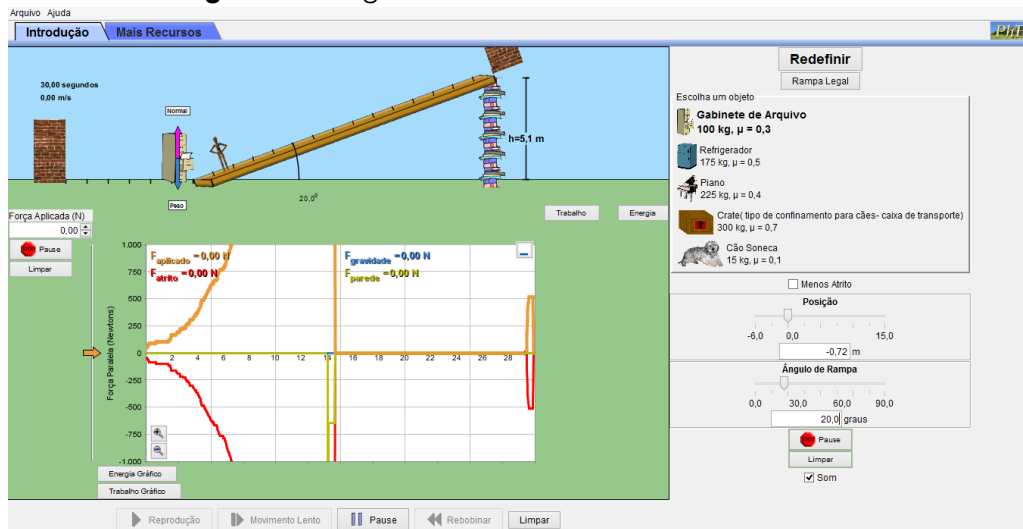 Arquivo Ajuda
Introdução Mais Recursos
30,00 segundos
0,00 m/s
Normal
Peso
20,0⁰
h=5,1 m
Trabalho Energia
Força Aplicada (N)
0,00
STOP Pause
Limpar
F aplicado =0,00 N
F atrito =0,00 N
F gravidade =0,00 N
F parede =0,00 N
Força Paralela (Newtons)
1.000
750
500
250
0
-250
-500
-750
-1.000
2 4 6 8 10 12 14 16 18 20 22 24 26 28
Energia Gráfico
Trabalho Gráfico
Reprodução Movimento Lento Pause Rebobinar Limpar
Redefinir
Rampa Legal
Escolha um objeto
Gabinete de Arquivo
100 kg, µ = 0,3
Refrigerador
175 kg, µ = 0,5
Piano
225 kg, µ = 0,4
Crate( tipo de confinamento para cães- caixa de transporte)
300 kg, µ = 0,7
Cão Soneca
15 kg, µ = 0,1
Menos Atrito
Posição
-6,0 0,0 15,0
-0,72 m
Ângulo de Rampa
0,0 30,0 60,0 90,0
20,0 graus
STOP Pause
Limpar
Som